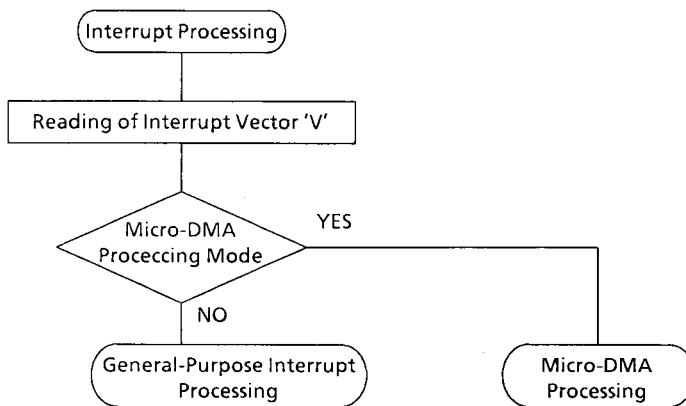 Interrupt Processing
Reading of Interrupt Vector 'V'
Micro-DMA
Proceccing Mode
YES
NO
General-Purpose Interrupt
Processing
Micro-DMA
Processing